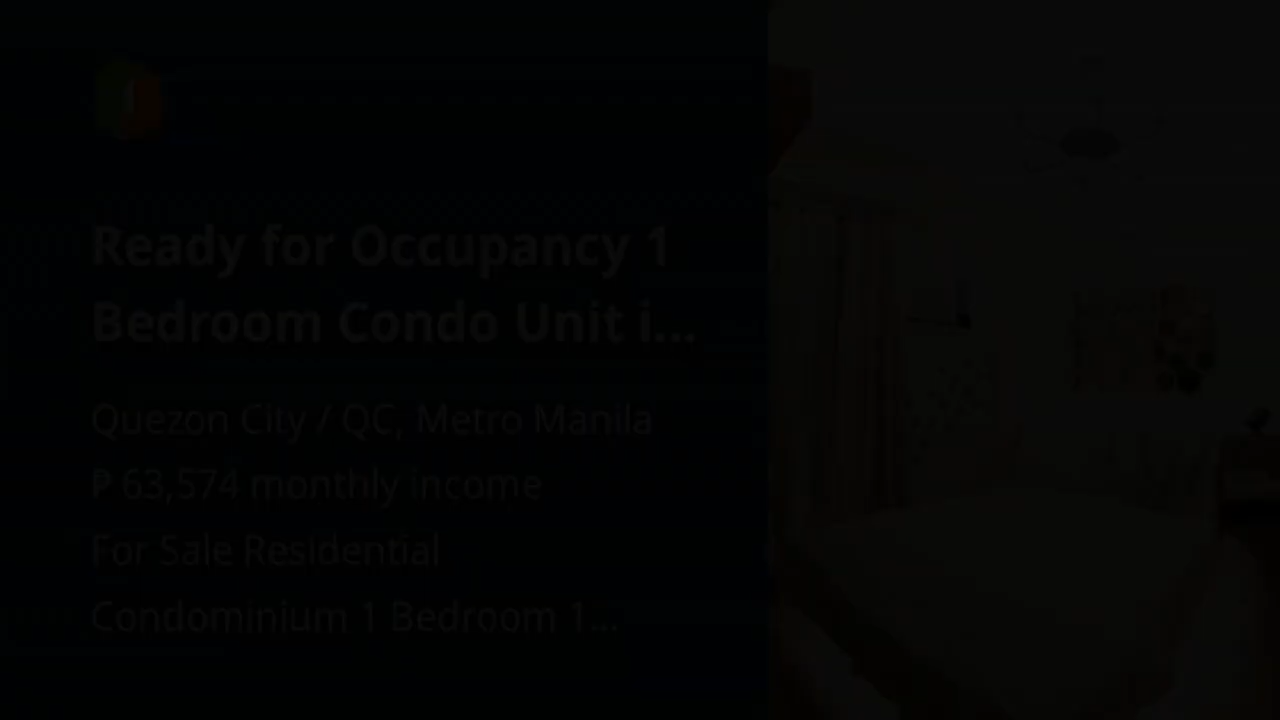 Ready for Occupancy 1
Bedroom Condo Unit i...
Quezon City / QC, Metro Manila
₱ 63,574 monthly income
For Sale Residential
Condominium 1 Bedroom 1...